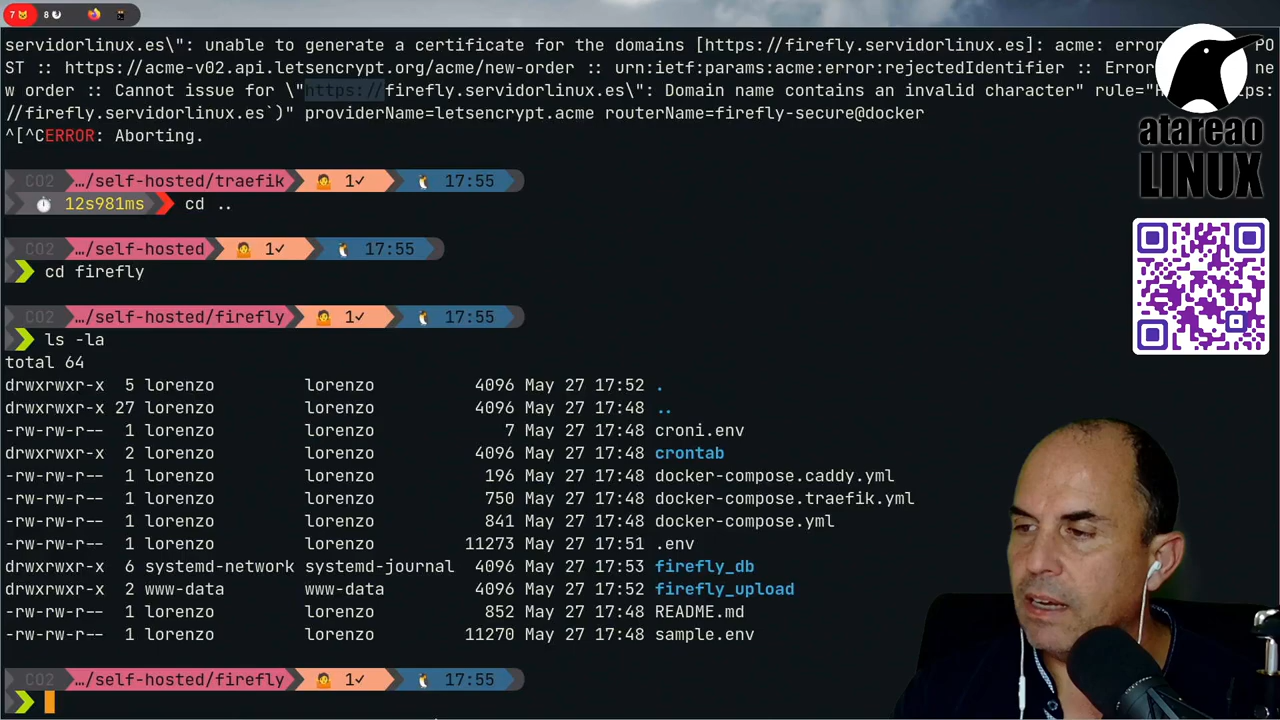 7 8
servidorlinux.es\": unable to generate a certificate for the domains [https://firefly.servidorlinux.es]: acme: error
ST :: https://acme-v02.api.letsencrypt.org/acme/new-order :: urn:ietf:params:acme:error:rejectedIdentifier :: Error
ew order :: Cannot issue for \"https://firefly.servidorlinux.es\": Domain name contains an invalid character" rule="
//firefly.servidorlinux.es`)" providerName=letsencrypt.acme routerName=firefly-secure@docker
^[^CERROR: Aborting.
CO2 …/self-hosted/traefik 1✓ 17:55
12s981ms cd ..
CO2 …/self-hosted 1✓ 17:55
cd firefly
CO2 …/self-hosted/firefly 1✓ 17:55
ls -la
total 64
drwxrwxr-x 5 lorenzo lorenzo 4096 May 27 17:52 .
drwxrwxr-x 27 lorenzo lorenzo 4096 May 27 17:48 ..
-rw-rw-r-- 1 lorenzo lorenzo 7 May 27 17:48 croni.env
drwxrwxr-x 2 lorenzo lorenzo 4096 May 27 17:48 crontab
-rw-rw-r-- 1 lorenzo lorenzo 196 May 27 17:48 docker-compose.caddy.yml
-rw-rw-r-- 1 lorenzo lorenzo 750 May 27 17:48 docker-compose.traefik.yml
-rw-rw-r-- 1 lorenzo lorenzo 841 May 27 17:48 docker-compose.yml
-rw-rw-r-- 1 lorenzo lorenzo 11273 May 27 17:51 .env
drwxrwxr-x 6 systemd-network systemd-journal 4096 May 27 17:53 firefly_db
drwxrwxr-x 2 www-data www-data 4096 May 27 17:52 firefly_upload
-rw-rw-r-- 1 lorenzo lorenzo 852 May 27 17:48 README.md
-rw-rw-r-- 1 lorenzo lorenzo 11270 May 27 17:48 sample.env
CO2 …/self-hosted/firefly 1✓ 17:55
atareao
LINUX